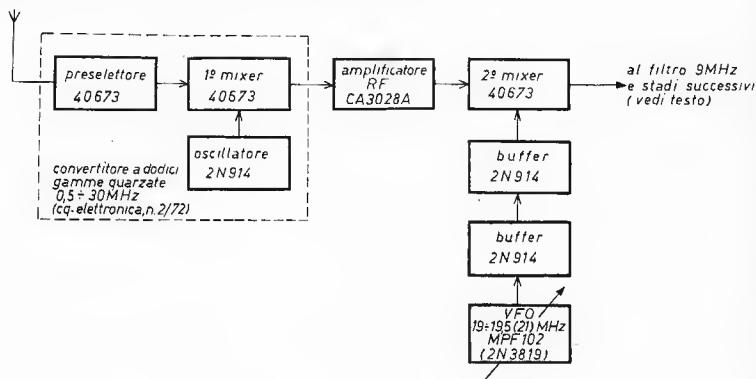 preselettore
40673
1º mixer
40673
amplificatore
RF
CA3028A
2º mixer
40673
al filtro 9MHz
e stadi successivi
(vedi testo)
oscillatore
2N914
convertitore a dodici
gamme quarzate
0,5÷30MHz
(cq-elettronica, n.2/72)
buffer
2N914
buffer
2N914
VFO
19÷19,5(21) MHz
MPF102
(2N3819)